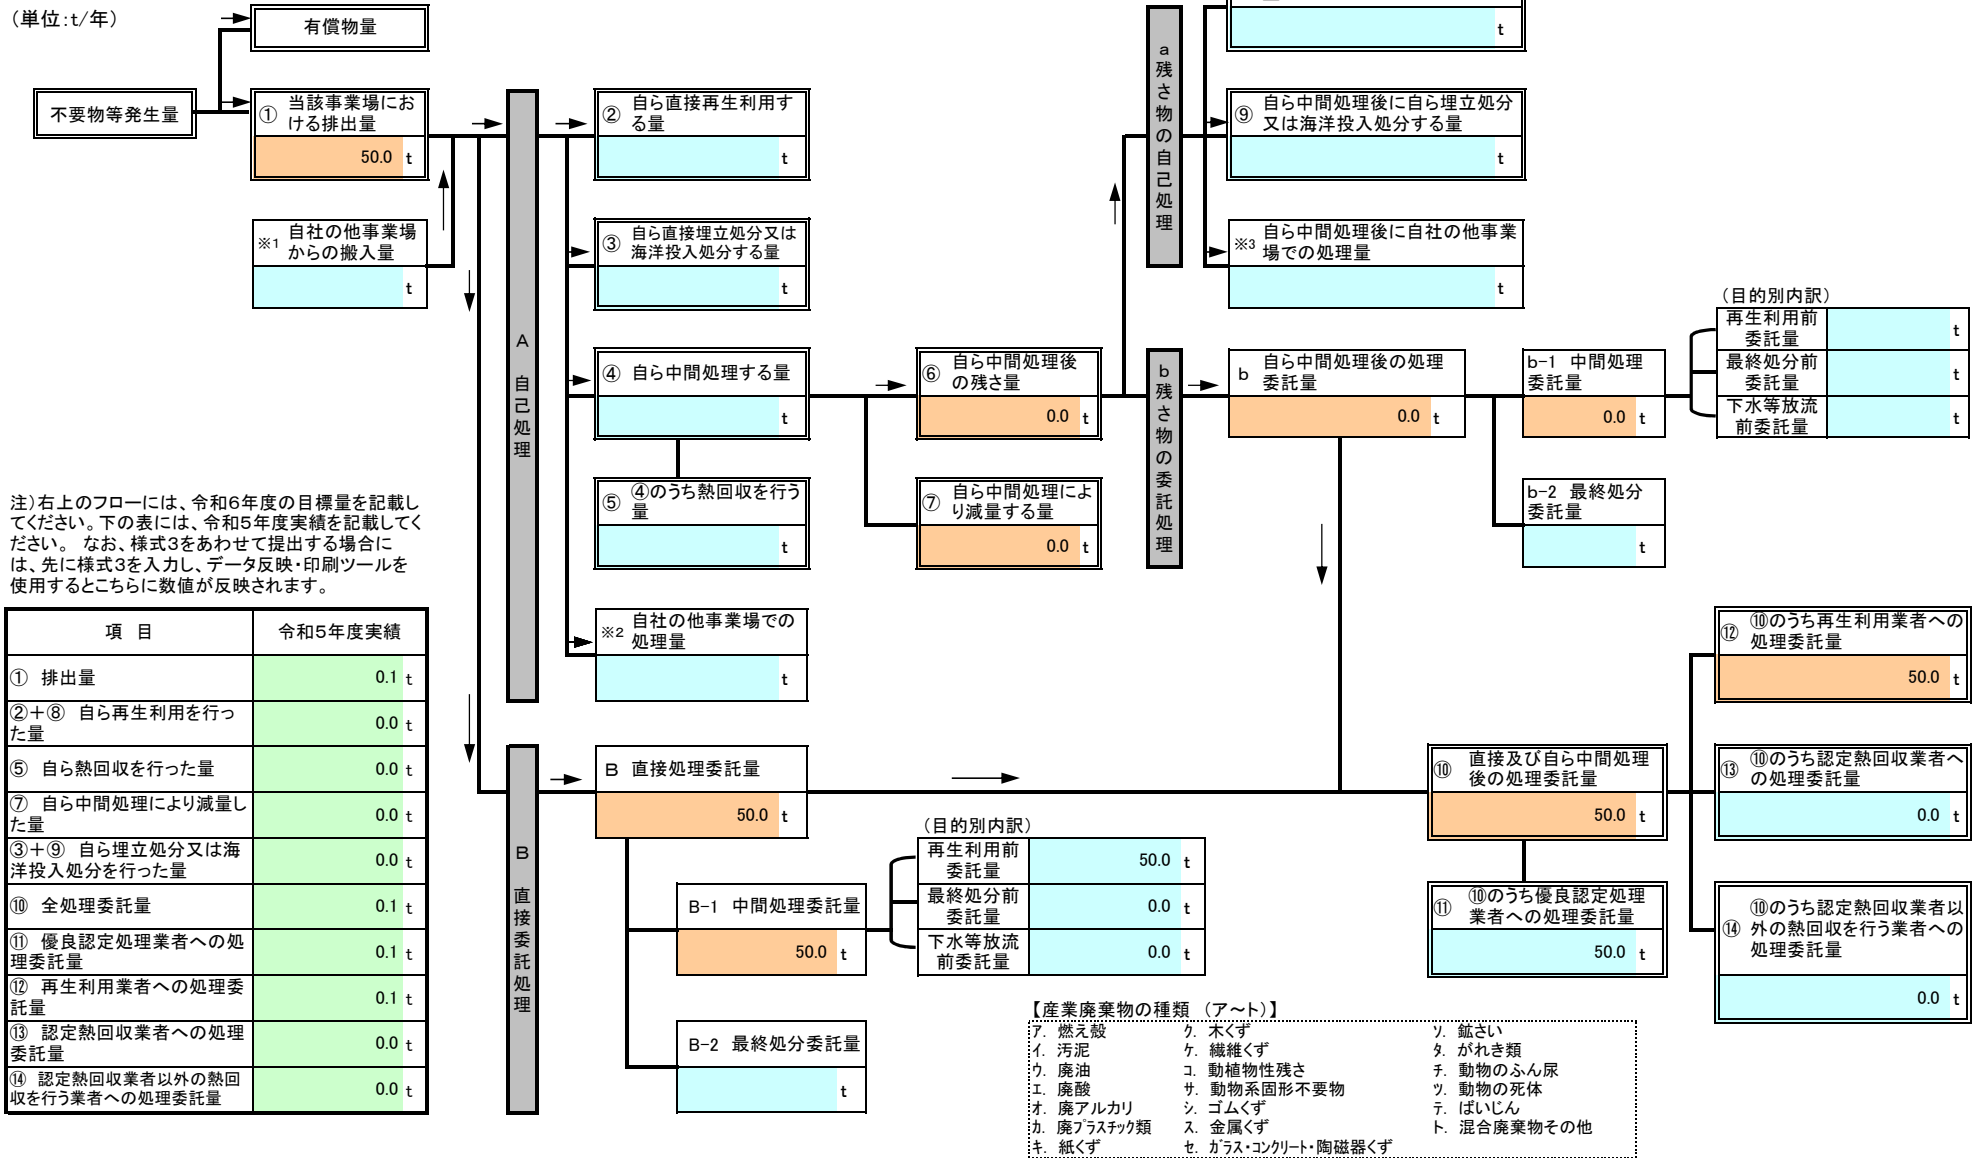 (単位:t/年)
有償物量
不要物等発生量
① 当該事業場にお
ける排出量
50.0 t
※1 自社の他事業場
からの搬入量
t
A 自己処理
② 自ら直接再生利用す
る量
t
③ 自ら直接埋立処分又は
海洋投入処分する量
t
④ 自ら中間処理する量
t
⑤ ④のうち熱回収を行う
量
t
※2 自社の他事業場での
処理量
t
⑥ 自ら中間処理後
の残さ量
0.0 t
⑦ 自ら中間処理によ
り減量する量
0.0 t
a 残さ物の自己処理
t
⑨ 自ら中間処理後に自ら埋立処分
又は海洋投入処分する量
t
※3 自ら中間処理後に自社の他事業
場での処理量
t
b 残さ物の委託処理
b 自ら中間処理後の処理
委託量
0.0 t
b-1 中間処理
委託量
0.0 t
b-2 最終処分
委託量
t
(目的別内訳)
再生利用前
委託量
t
最終処分前
委託量
t
下水等放流
前委託量
t
注)右上のフローには、令和6年度の目標量を記載し
てください。下の表には、令和5年度実績を記載してく
ださい。 なお、様式3をあわせて提出する場合に
は、先に様式3を入力し、データ反映・印刷ツールを
使用するとこちらに数値が反映されます。
項 目 令和5年度実績
① 排出量 0.1 t
②+⑧ 自ら再生利用を行っ
た量 0.0 t
⑤ 自ら熱回収を行った量 0.0 t
⑦ 自ら中間処理により減量し
た量 0.0 t
③+⑨ 自ら埋立処分又は海
洋投入処分を行った量 0.0 t
⑩ 全処理委託量 0.1 t
⑪ 優良認定処理業者への処
理委託量 0.1 t
⑫ 再生利用業者への処理委
託量 0.1 t
⑬ 認定熱回収業者への処理
委託量 0.0 t
⑭ 認定熱回収業者以外の熱回
収を行う業者への処理委託量 0.0 t
B 直接委託処理
B 直接処理委託量
50.0 t
B-1 中間処理委託量
50.0 t
B-2 最終処分委託量
t
(目的別内訳)
再生利用前
委託量
50.0 t
最終処分前
委託量
0.0 t
下水等放流
前委託量
0.0 t
⑩ 直接及び自ら中間処理
後の処理委託量
50.0 t
⑪ ⑩のうち優良認定処理
業者への処理委託量
50.0 t
⑫ ⑩のうち再生利用業者への
処理委託量
50.0 t
⑬ ⑩のうち認定熱回収業者へ
の処理委託量
0.0 t
⑭ ⑩のうち認定熱回収業者以
外の熱回収を行う業者への
処理委託量
0.0 t
【産業廃棄物の種類 (ア～ト)】
ア. 燃え殻 ク. 木くず ソ. 鉱さい
イ. 汚泥 ケ. 繊維くず タ. がれき類
ウ. 廃油 コ. 動植物性残さ チ. 動物のふん尿
エ. 廃酸 サ. 動物系固形不要物 ツ. 動物の死体
オ. 廃アルカリ シ. ゴムくず テ. ばいじん
カ. 廃プラスチック類 ス. 金属くず ト. 混合廃棄物その他
キ. 紙くず セ. ガラス・コンクリート・陶磁器くず